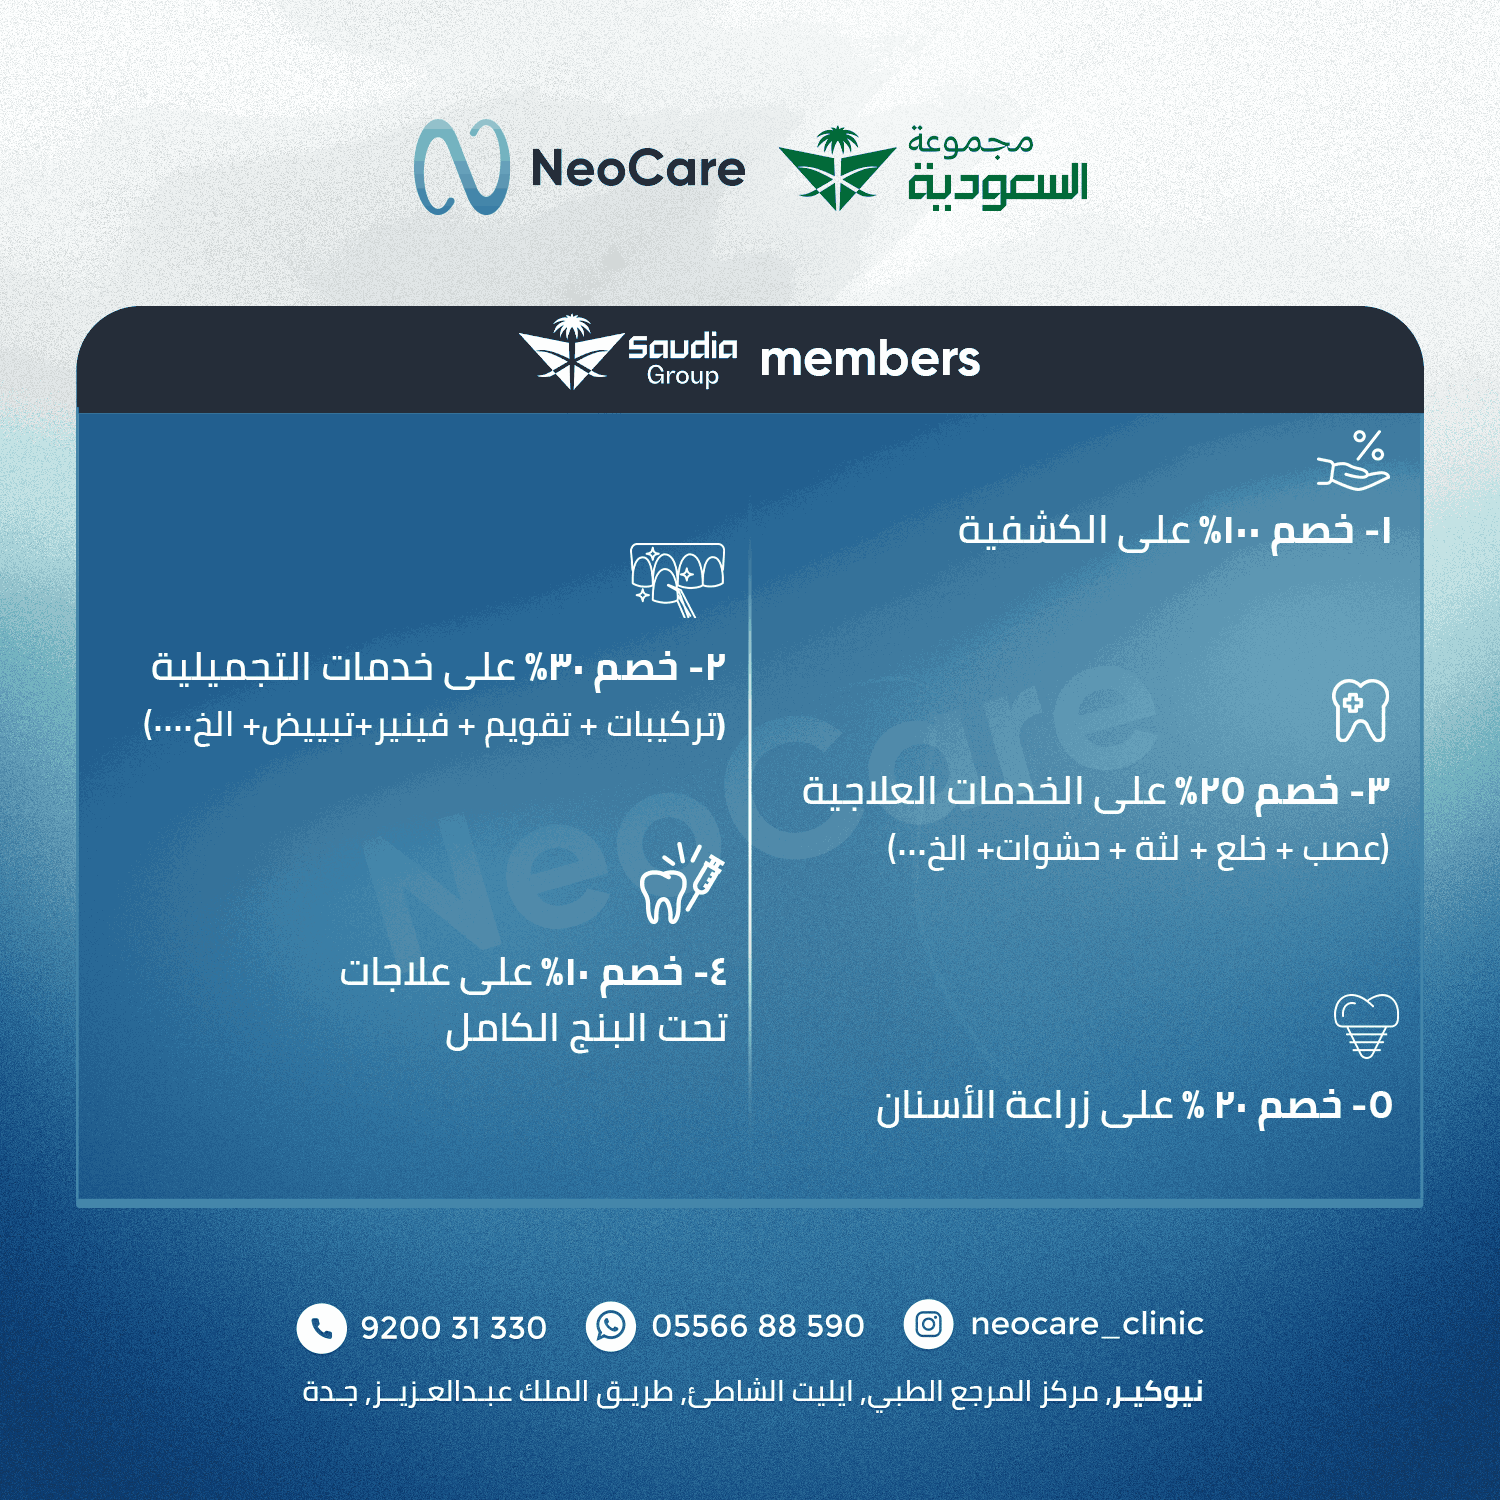 NeoCare
مجموعة
السعودية
Saudia
Group
members
١- خصم ١٠٠% على الكشفية
٢- خصم ٣٠% على خدمات التجميلية
(تركيبات + تقويم + فينير+تبييض+ الخ....)
٣- خصم ٢٥% على الخدمات العلاجية
(عصب + خلع + لثة + حشوات+ الخ...)
٤- خصم ١٠% على علاجات
تحت البنج الكامل
٥- خصم ٢٠ % على زراعة الأسنان
NeoCare
9200 31 330
05566 88 590
neocare_clinic
نيوكيـر, مركز المرجع الطبي, ايليت الشاطئ, طريـق الملك عبـدالعـزيــز, جـدة